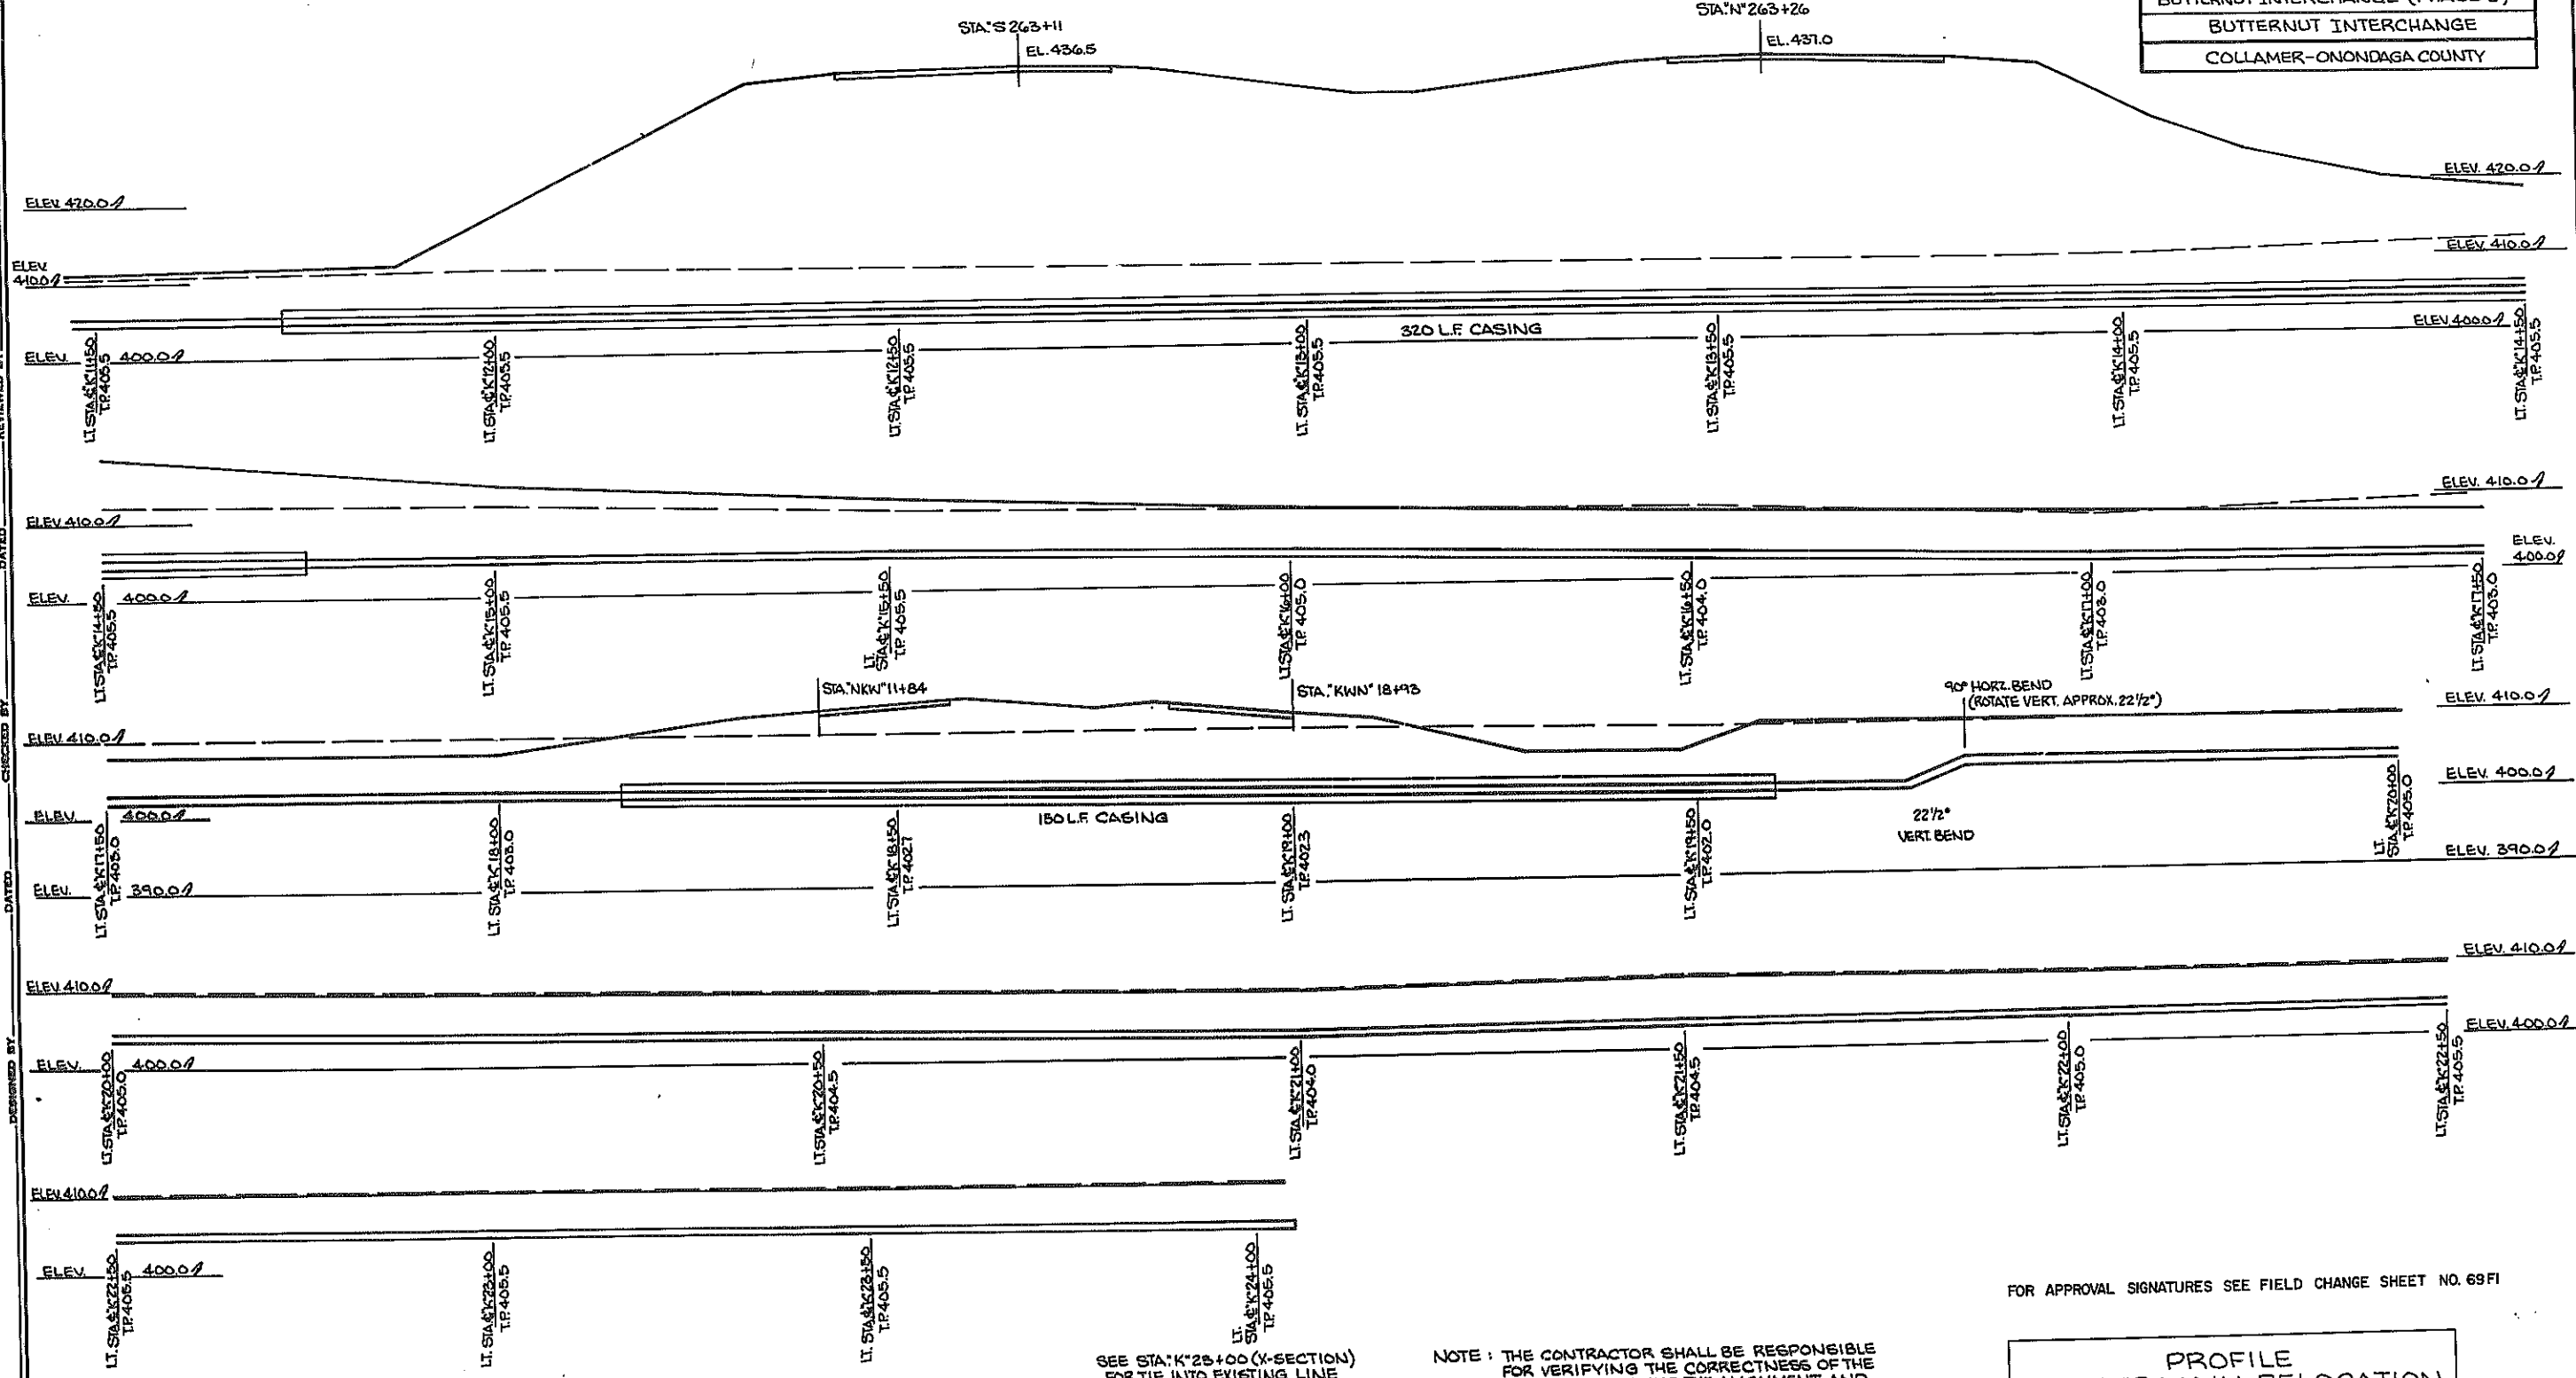 BUTTERNUT INTERCHANGE
COLLAMER-ONONDAGA COUNTY
STA."S"263+11
EL. 436.5
STA."N"263+26
EL. 437.0
ELEV. 420.0
ELEV. 420.0
ELEV.
410.0
ELEV. 410.0
320 L.F. CASING
ELEV. 400.0
ELEV. 400.0
LT. STA. ℄"K"11+50
T.P. 405.5
LT. STA. ℄"K"12+00
T.P. 405.5
LT. STA. ℄"K"12+50
T.P. 405.5
LT. STA. ℄"K"13+00
T.P. 405.5
LT. STA. ℄"K"13+50
T.P. 405.5
LT. STA. ℄"K"14+00
T.P. 405.5
LT. STA. ℄"K"14+50
T.P. 405.5
ELEV. 410.0
ELEV. 410.0
ELEV. 400.0
ELEV.
400.0
LT. STA. ℄"K"14+50
T.P. 405.5
LT. STA. ℄"K"15+00
T.P. 405.5
LT.
STA. ℄"K"15+50
T.P. 405.5
LT. STA. ℄"K"16+00
T.P. 405.0
LT. STA. ℄"K"16+50
T.P. 404.0
LT. STA. ℄"K"17+00
T.P. 403.0
LT. STA. ℄"K"17+50
T.P. 403.0
STA."NKW"11+84
STA."KWN"18+93
90° HORZ. BEND
(ROTATE VERT. APPROX. 22½°)
ELEV. 410.0
ELEV. 410.0
ELEV. 400.0
150 L.F. CASING
22½°
VERT. BEND
ELEV. 400.0
ELEV. 390.0
ELEV. 390.0
LT. STA. ℄"K"17+50
T.P. 403.0
LT. STA. ℄"K"18+00
T.P. 403.0
LT. STA. ℄"K"18+50
T.P. 402.7
LT. STA. ℄"K"19+00
T.P. 402.3
LT. STA. ℄"K"19+50
T.P. 402.0
LT.
STA. ℄"K"20+00
T.P. 405.0
ELEV. 410.0
ELEV. 410.0
ELEV. 400.0
ELEV. 400.0
LT. STA. ℄"K"20+00
T.P. 405.0
LT. STA. ℄"K"20+50
T.P. 404.5
LT. STA. ℄"K"21+00
T.P. 404.0
LT. STA. ℄"K"21+50
T.P. 404.5
LT. STA. ℄"K"22+00
T.P. 405.0
LT. STA. ℄"K"22+50
T.P. 405.5
ELEV. 410.0
ELEV. 400.0
LT. STA. ℄"K"22+50
T.P. 405.5
LT. STA. ℄"K"23+00
T.P. 405.5
LT. STA. ℄"K"23+50
T.P. 405.5
LT.
STA. ℄"K"24+00
T.P. 405.5
FOR APPROVAL SIGNATURES SEE FIELD CHANGE SHEET NO. 69F1
SEE STA."K"25+00 (X-SECTION)
FOR TIE INTO EXISTING LINE
NOTE: THE CONTRACTOR SHALL BE RESPONSIBLE
FOR VERIFYING THE CORRECTNESS OF THE
PROFILE
RELOCATION
DESIGNED BY
DATED
CHECKED BY
DATED